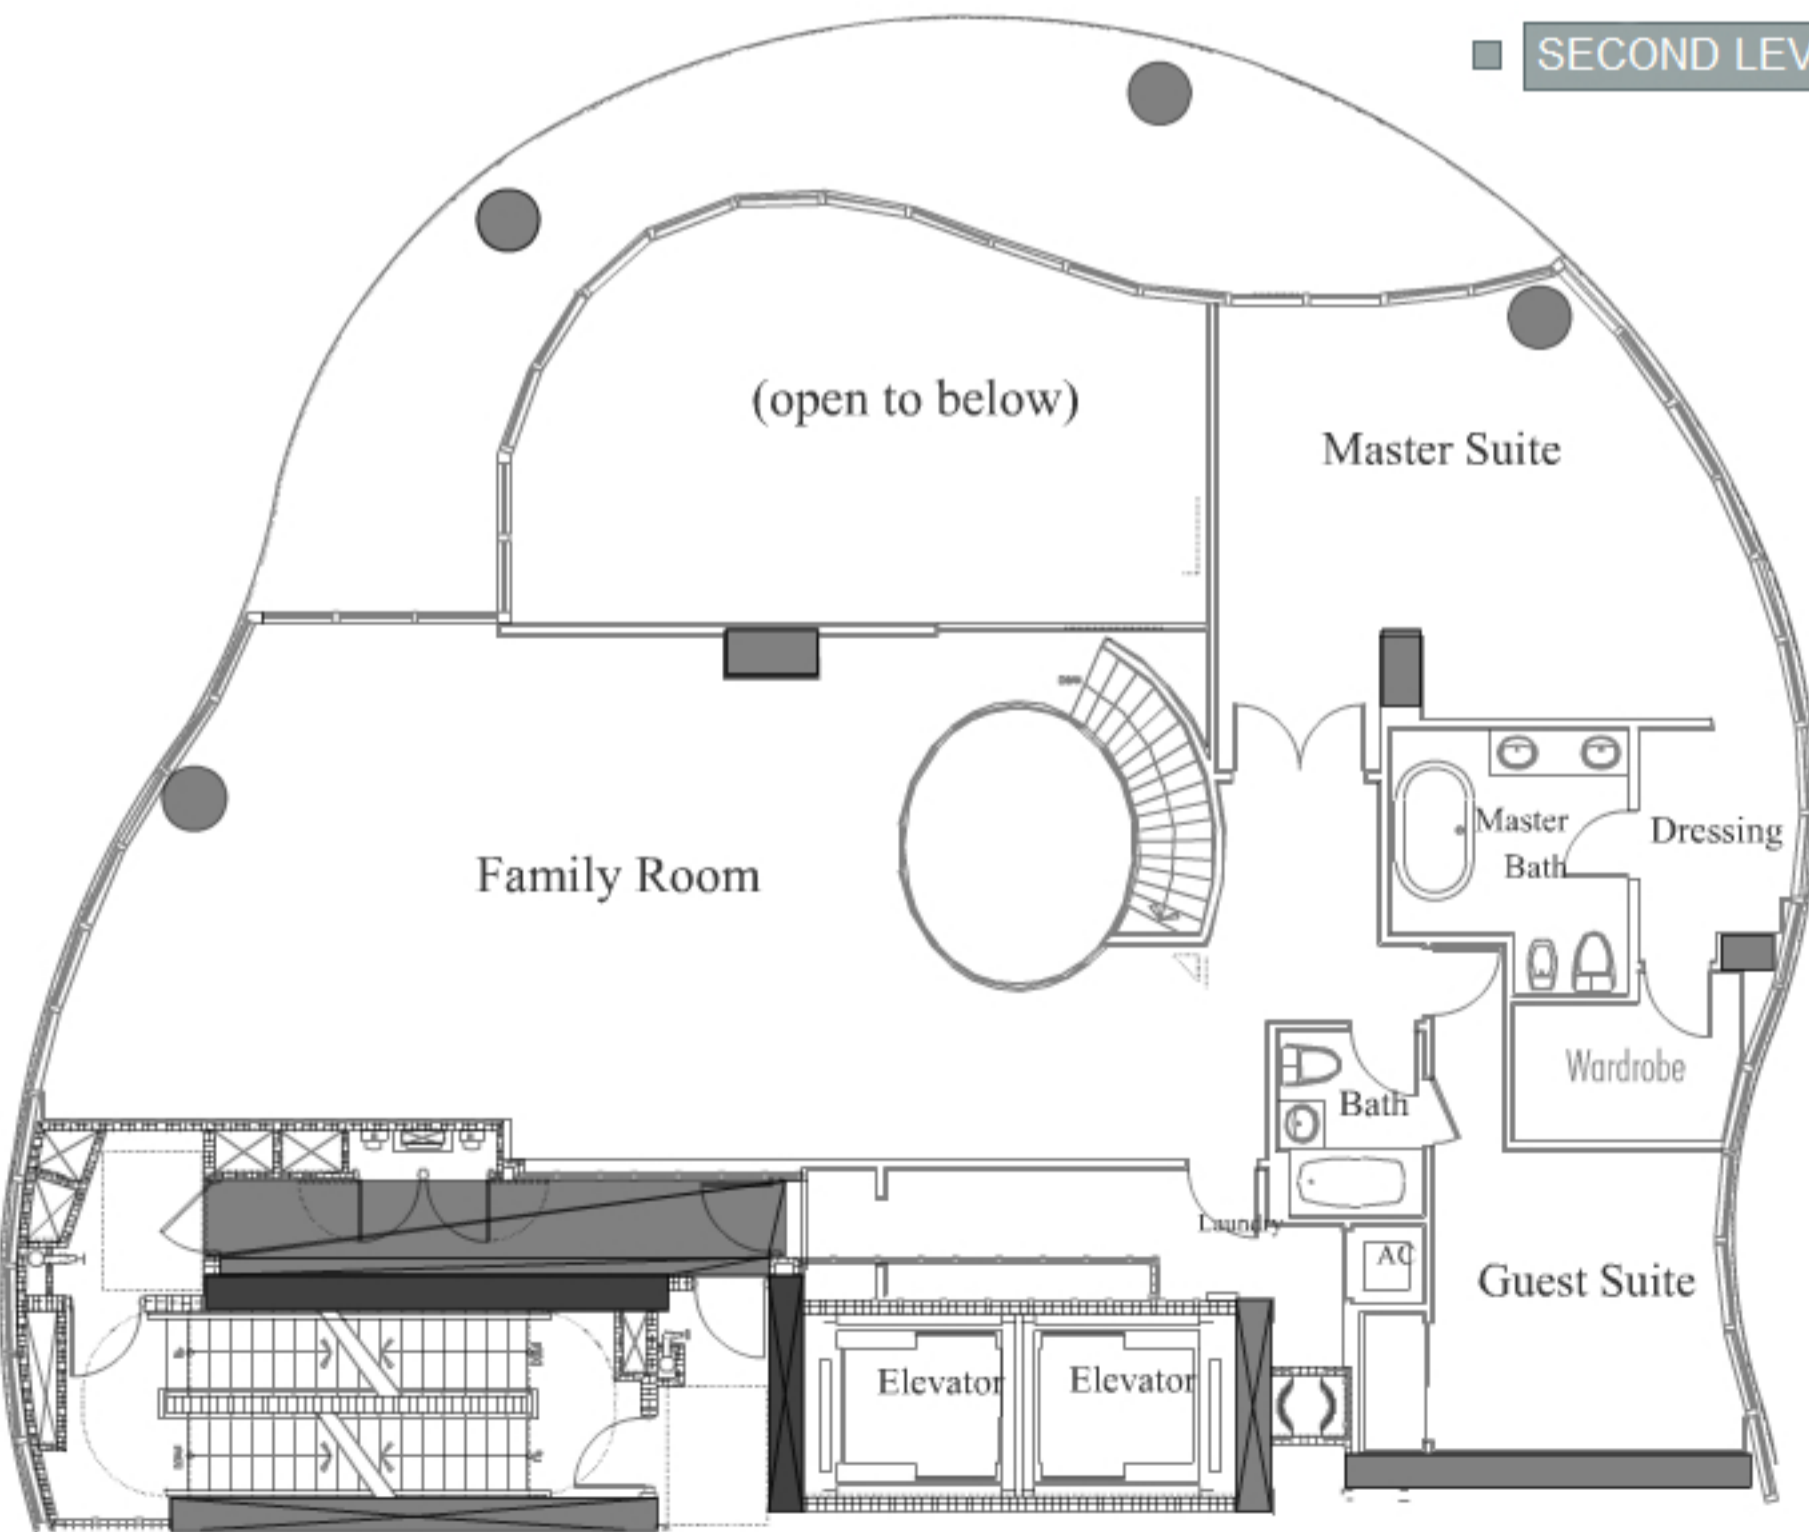 SECOND LEV
(open to below)
Master Suite
Master
Bath
Dressing
Family Room
Wardrobe
Bath
Laundry
AC
Guest Suite
Elevator
Elevator